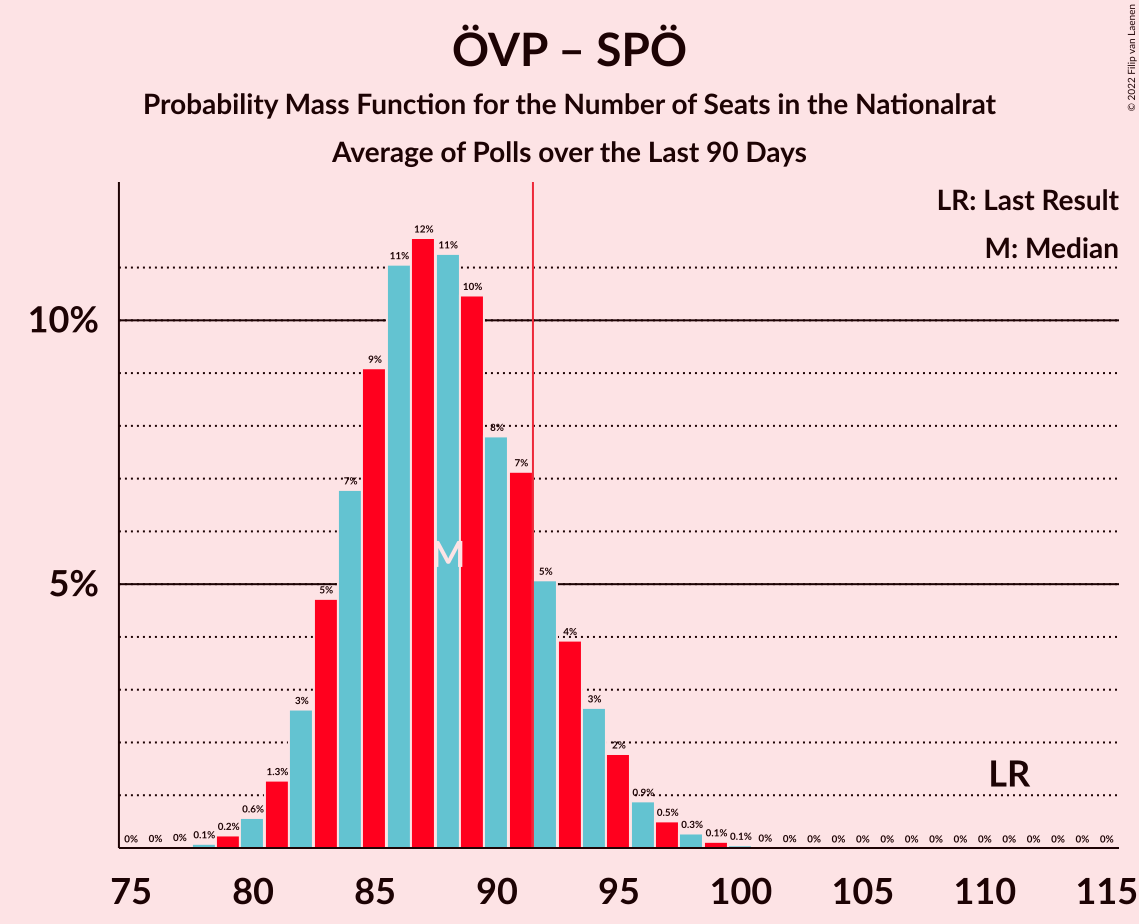 ÖVP – SPÖ
Probability Mass Function for the Number of Seats in the Nationalrat
Average of Polls over the Last 90 Days
© 2022 Filip van Laenen
LR: Last Result
M: Median
10%
5%
0% 0% 0% 0.1% 0.2% 0.6% 1.3% 3% 5% 7% 9% 11% 12% 11% 10% 8% 7% 5% 4% 3% 2% 0.9% 0.5% 0.3% 0.1% 0.1% 0% 0% 0% 0% 0% 0% 0% 0% 0% 0% 0% 0% 0% 0% 0%
M
LR
75 80 85 90 95 100 105 110 115